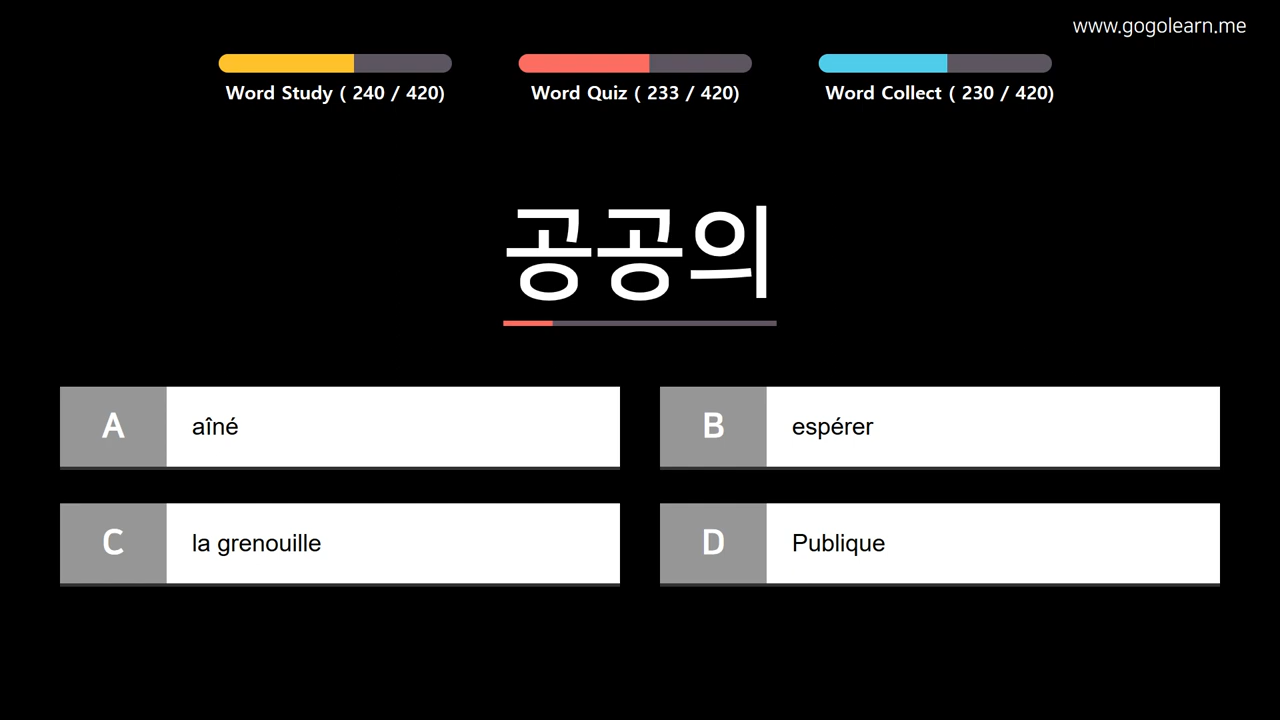 www.gogolearn.me
Word Study ( 240 / 420)
Word Quiz ( 233 / 420)
Word Collect ( 230 / 420)
공공의
A aîné
B espérer
C la grenouille
D Publique